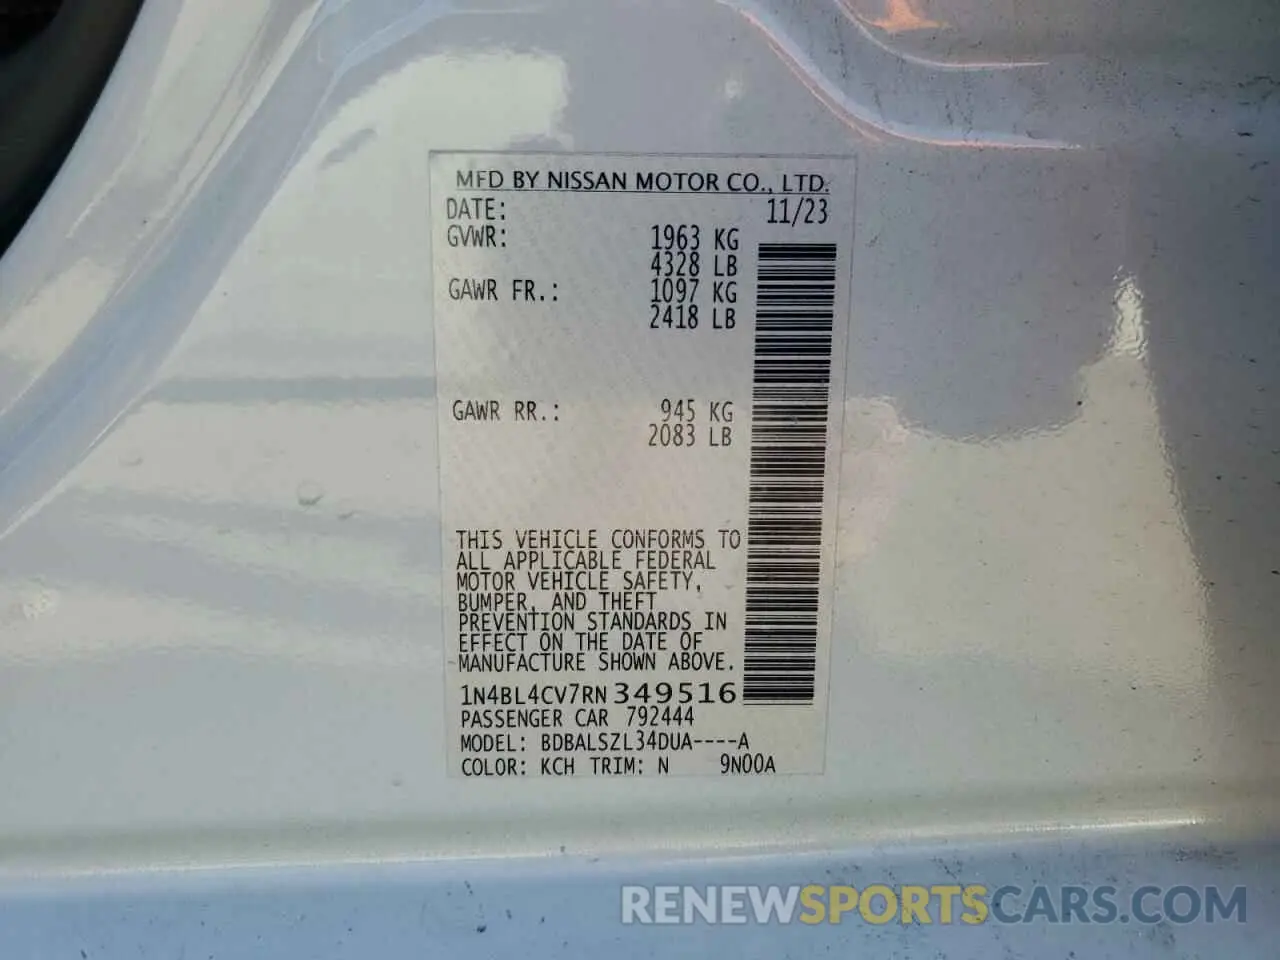 MFD BY NISSAN MOTOR CO., LTD.
DATE: 11/23
GVWR: 1963 KG
4328 LB
GAWR FR.: 1097 KG
2418 LB
GAWR RR.: 945 KG
2083 LB
THIS VEHICLE CONFORMS TO
ALL APPLICABLE FEDERAL
MOTOR VEHICLE SAFETY,
BUMPER, AND THEFT
PREVENTION STANDARDS IN
EFFECT ON THE DATE OF
MANUFACTURE SHOWN ABOVE.
1N4BL4CV7RN349516
PASSENGER CAR 792444
MODEL: BDBALSZL34DUA----A
COLOR: KCH TRIM: N 9N00A
RENEWSPORTSCARS.COM